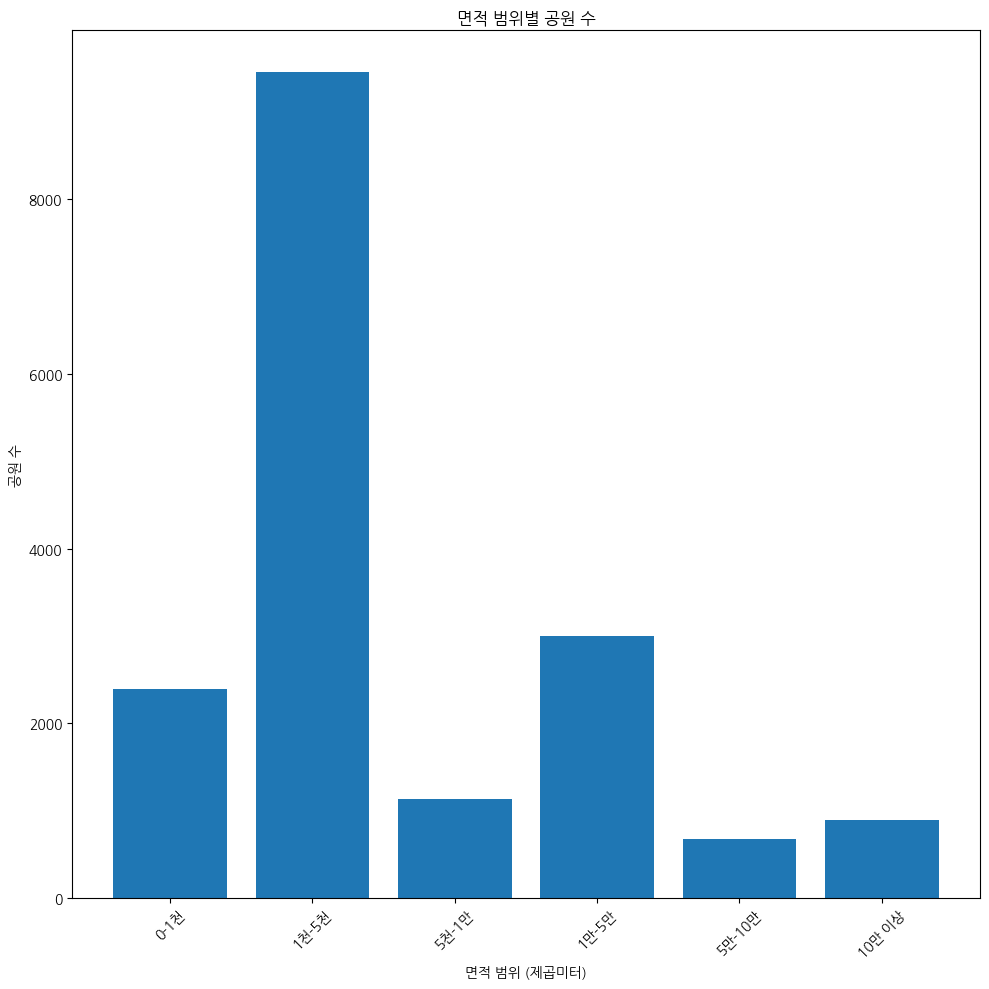 면적 범위별 공원 수
공원 수
8000
6000
4000
2000
0
0-1천
1천-5천
5천-1만
1만-5만
5만-10만
10만 이상
면적 범위 (제곱미터)